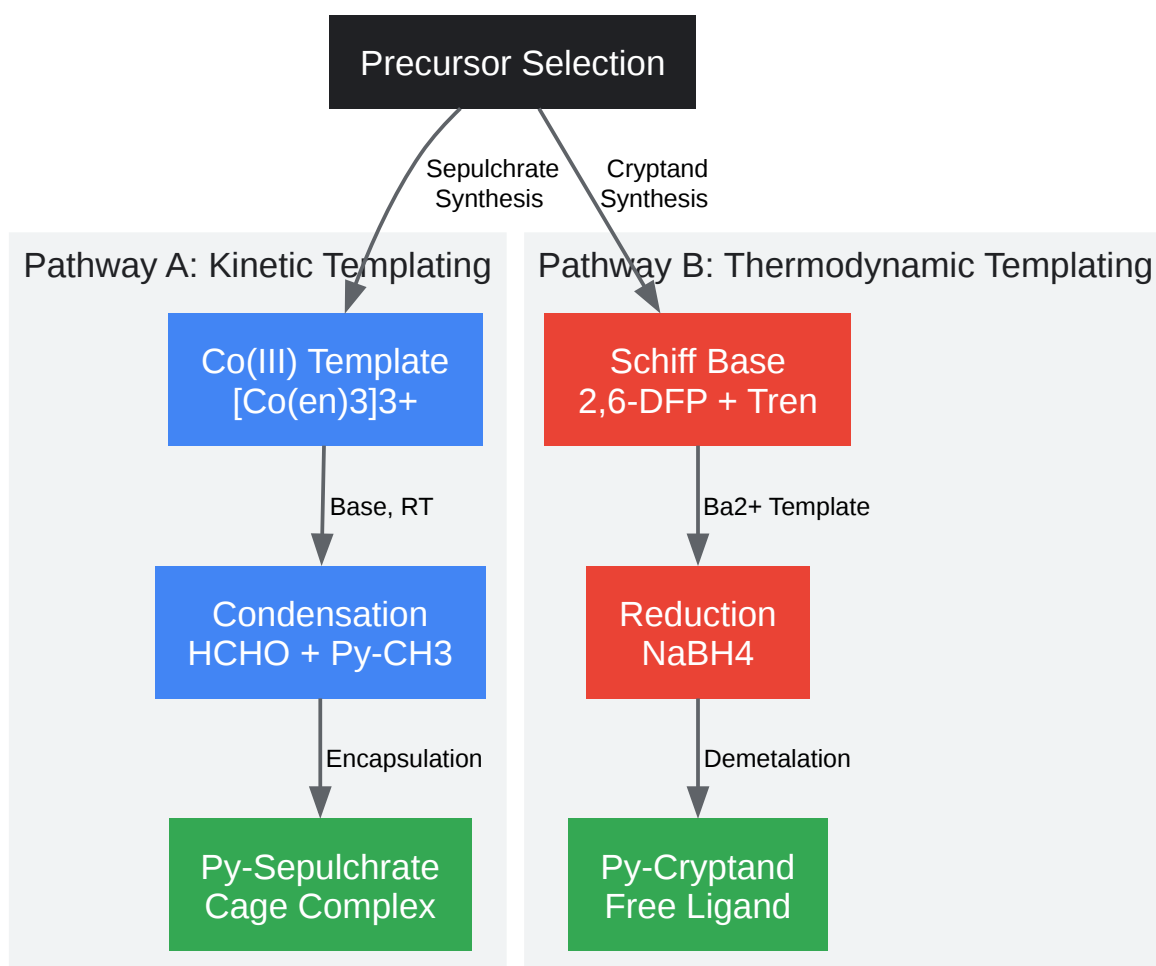 Precursor Selection
Sepulchrate
Synthesis
Cryptand
Synthesis
Pathway A: Kinetic Templating
Co(III) Template
[Co(en)3]3+
Base, RT
Condensation
HCHO + Py-CH3
Encapsulation
Py-Sepulchrate
Cage Complex
Pathway B: Thermodynamic Templating
Schiff Base
2,6-DFP + Tren
Ba2+ Template
Reduction
NaBH4
Demetalation
Py-Cryptand
Free Ligand